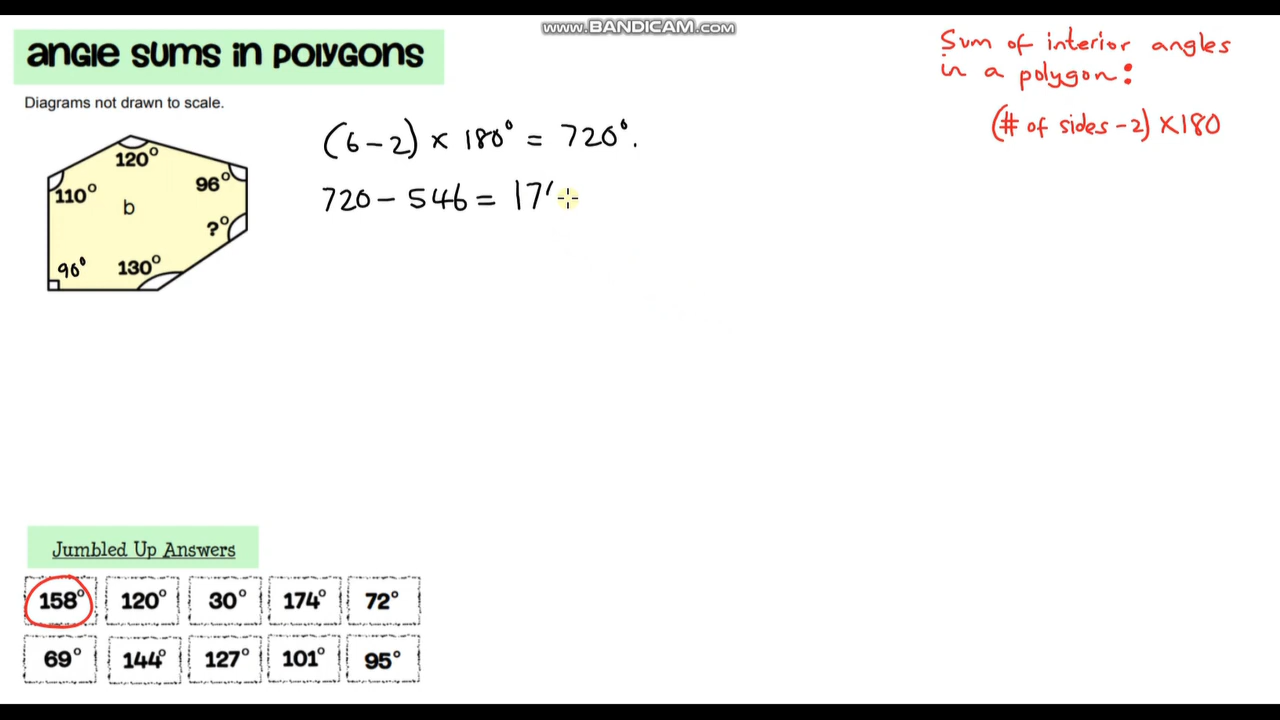 www.BANDICAM.com
Angle Sums in Polygons
Sum of interior angles
in a polygon:
(# of sides - 2) × 180
Diagrams not drawn to scale.
(6 - 2) × 180° = 720°.
720 - 546 = 17
120°
96°
110°
b
?°
90°
130°
Jumbled Up Answers
158° 120° 30° 174° 72°
69° 144° 127° 101° 95°